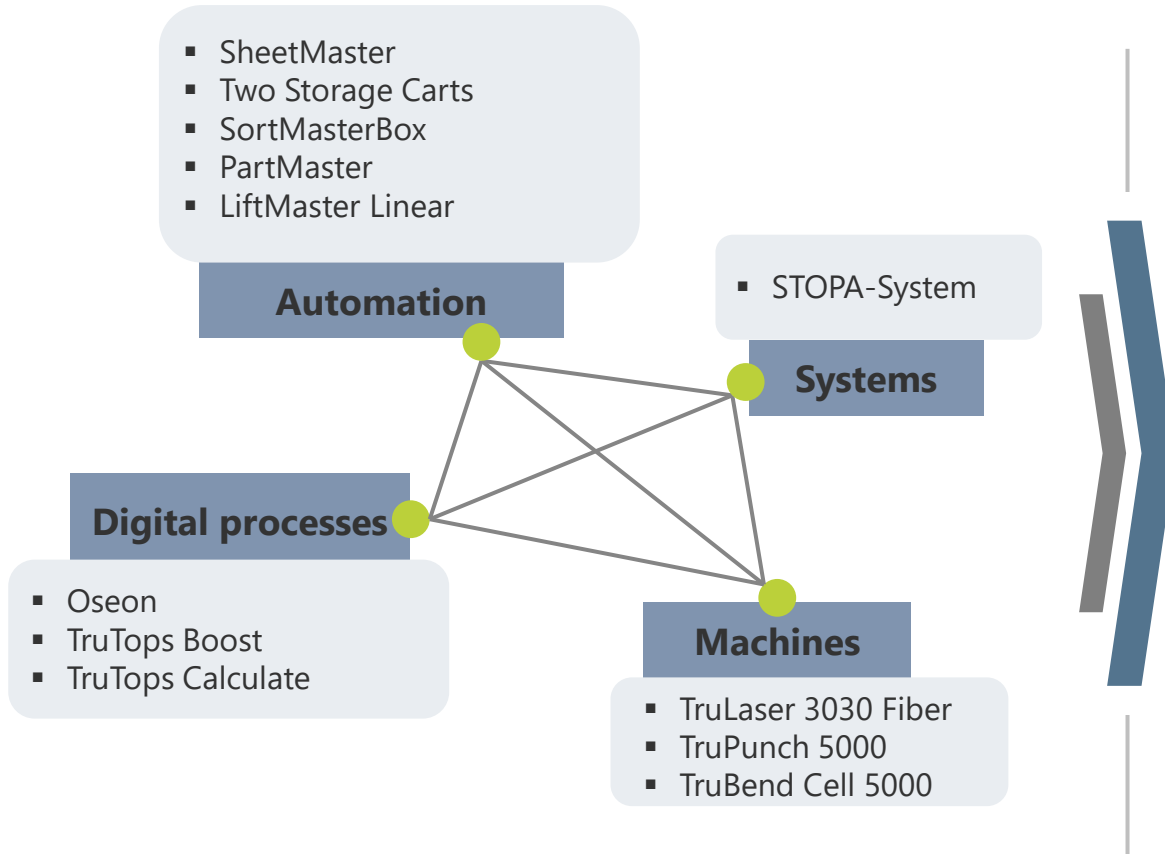 ▪ SheetMaster
▪ Two Storage Carts
▪ SortMasterBox
▪ PartMaster
▪ LiftMaster Linear
Automation
▪ STOPA-System
Systems
Digital processes
▪ Oseon
▪ TruTops Boost
▪ TruTops Calculate
Machines
▪ TruLaser 3030 Fiber
▪ TruPunch 5000
▪ TruBend Cell 5000